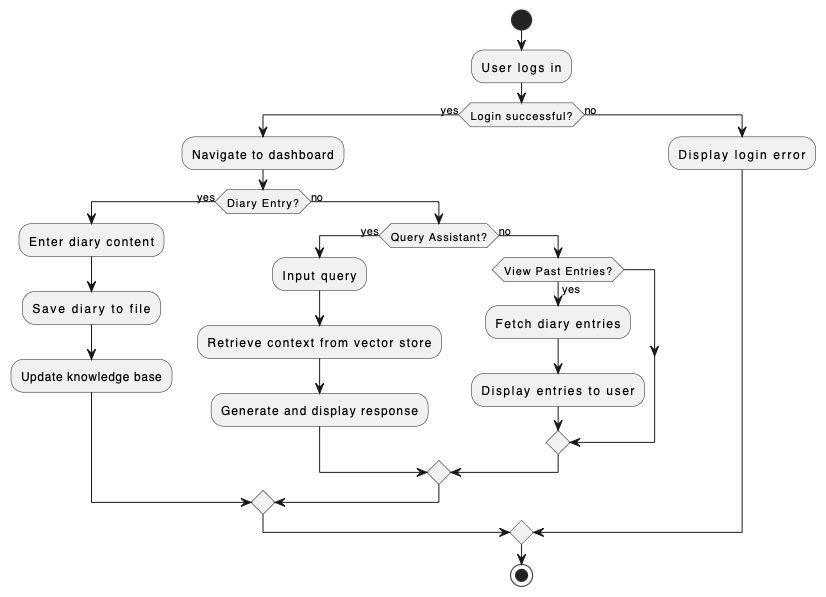 User logs in
yes
Login successful?
no
Navigate to dashboard
Display login error
yes
Diary Entry?
no
Enter diary content
yes
Query Assistant?
no
Input query
View Past Entries?
yes
Save diary to file
Fetch diary entries
Retrieve context from vector store
Update knowledge base
Display entries to user
Generate and display response